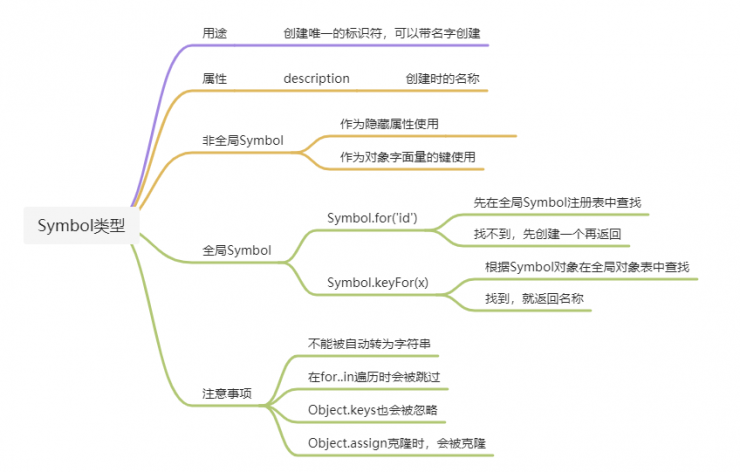 Symbol类型
用途
创建唯一的标识符，可以带名字创建
属性
description
创建时的名称
非全局Symbol
作为隐藏属性使用
作为对象字面量的键使用
全局Symbol
Symbol.for('id')
先在全局Symbol注册表中查找
找不到，先创建一个再返回
Symbol.keyFor(x)
根据Symbol对象在全局对象表中查找
找到，就返回名称
注意事项
不能被自动转为字符串
在for..in遍历时会被跳过
Object.keys也会被忽略
Object.assign克隆时，会被克隆